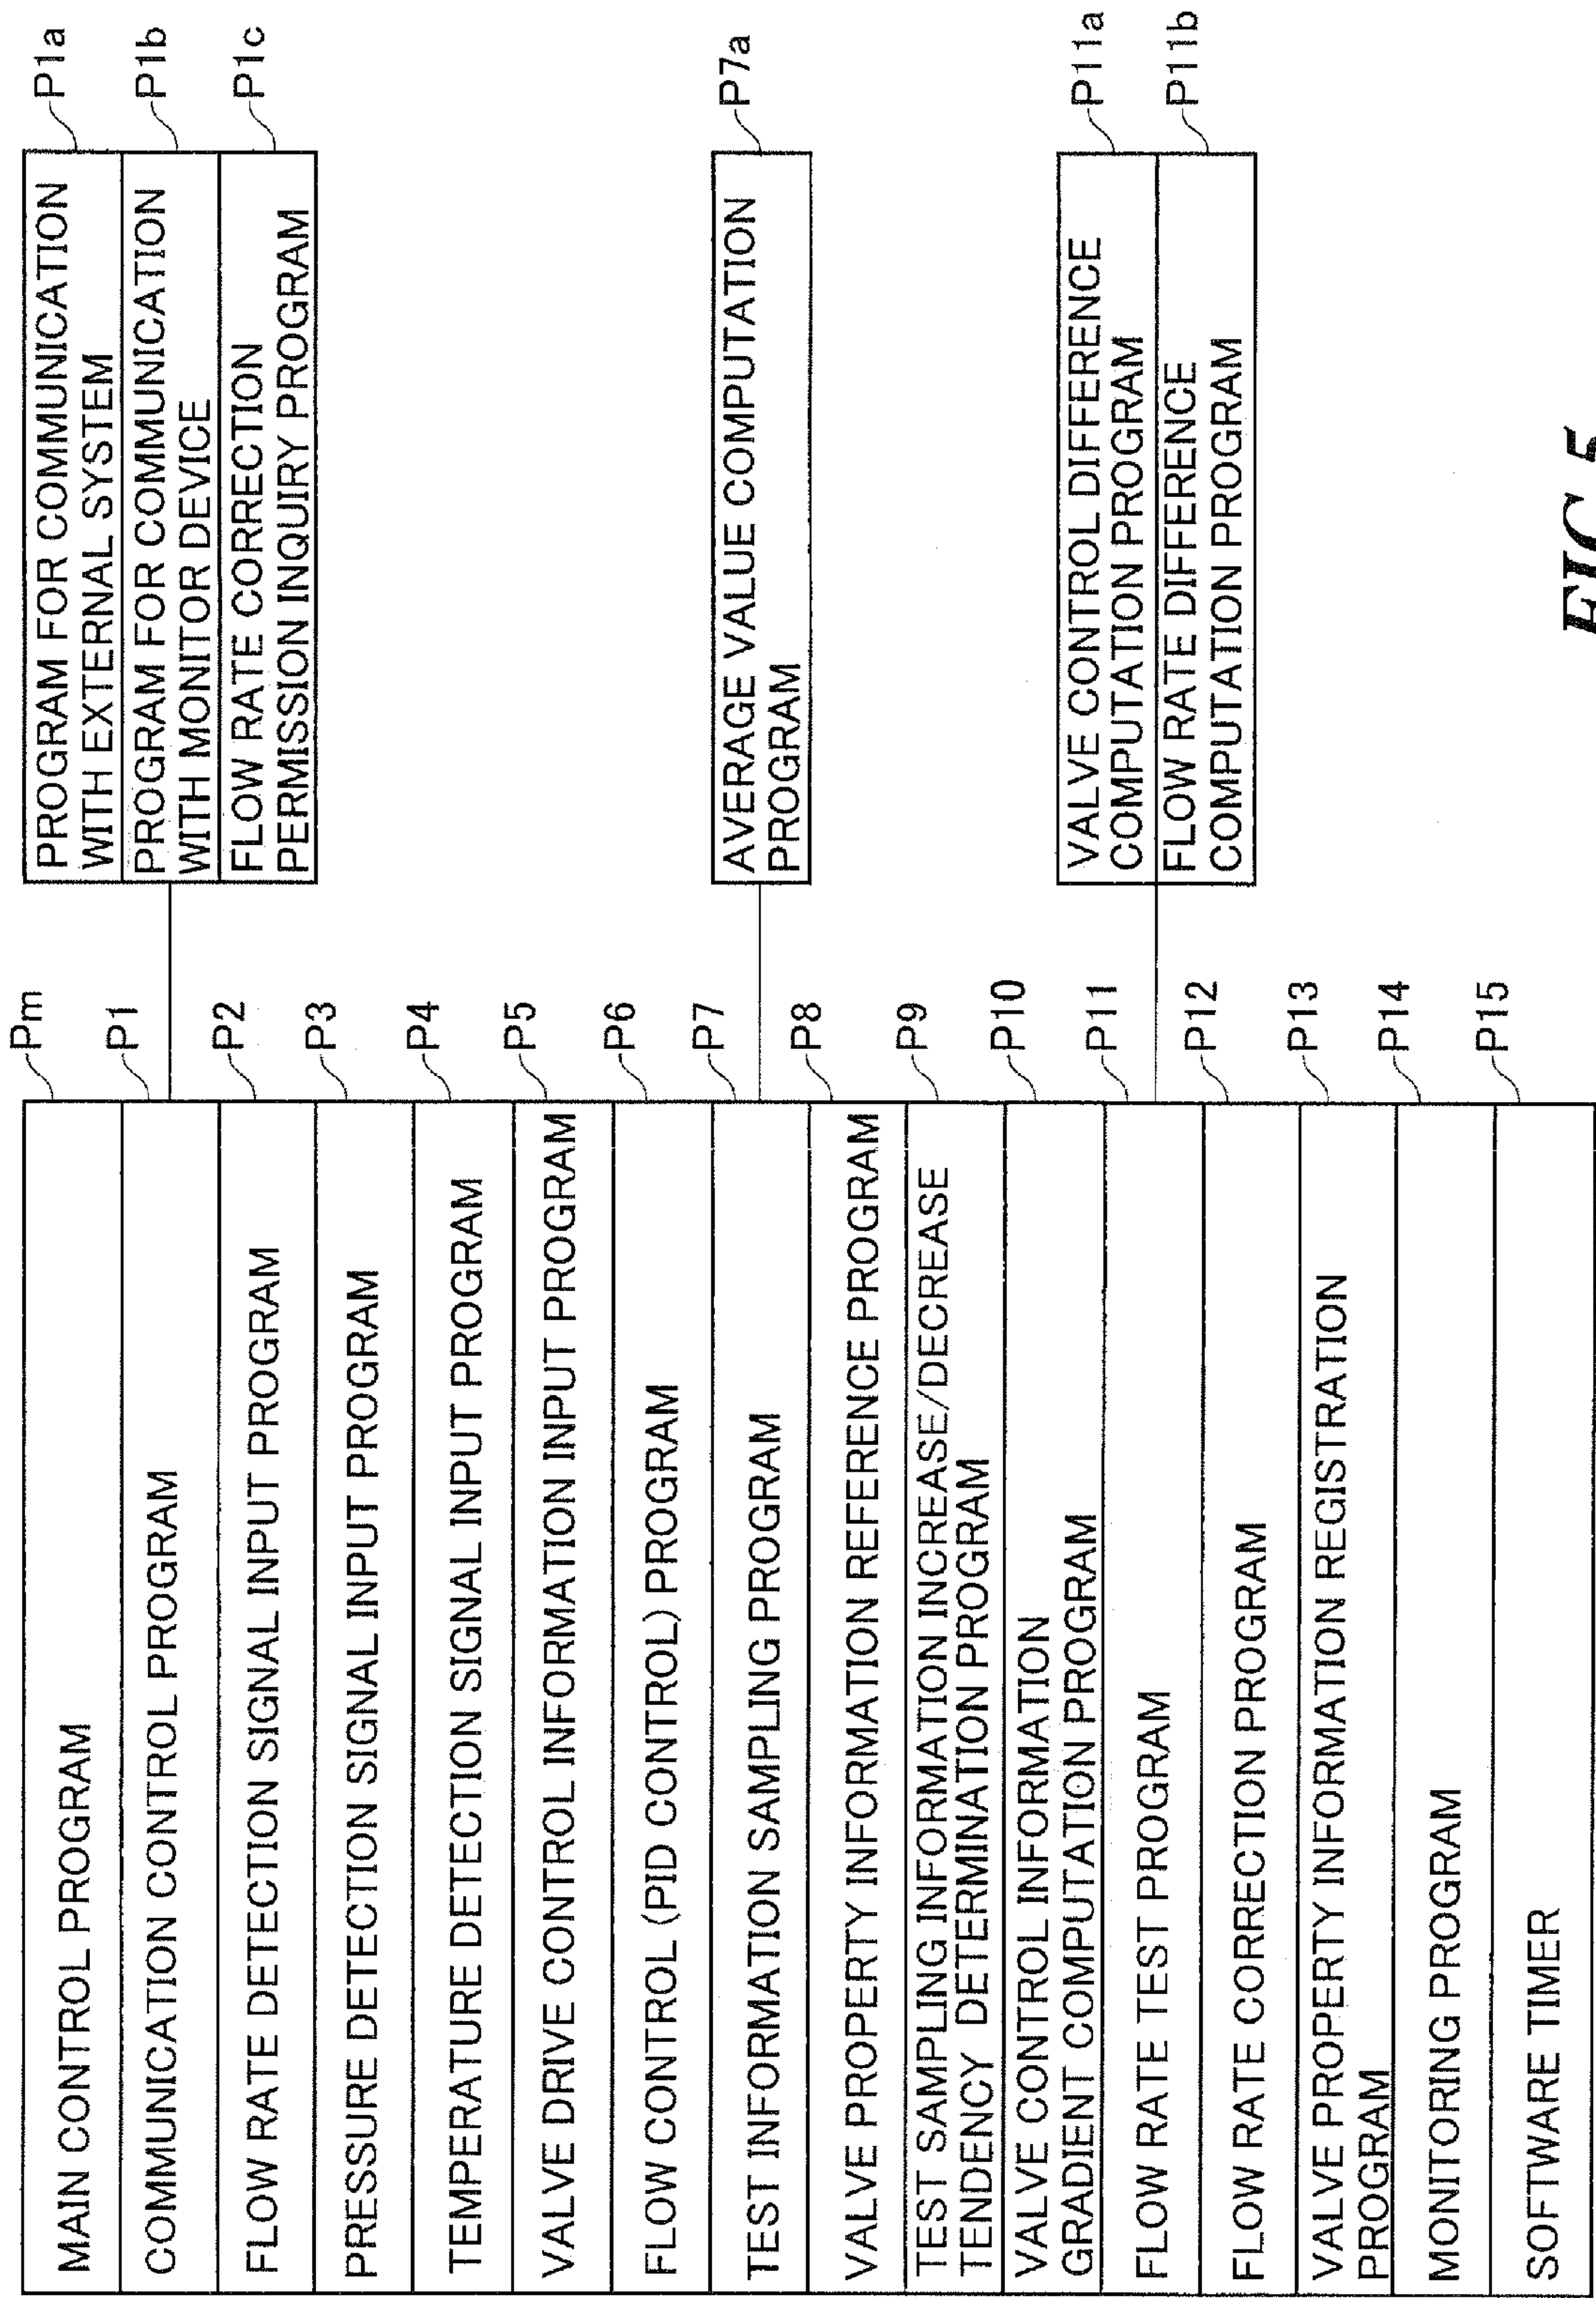 MAIN CONTROL PROGRAM
Pm
COMMUNICATION CONTROL PROGRAM
P1
FLOW RATE DETECTION SIGNAL INPUT PROGRAM
P2
PRESSURE DETECTION SIGNAL INPUT PROGRAM
P3
TEMPERATURE DETECTION SIGNAL INPUT PROGRAM
P4
VALVE DRIVE CONTROL INFORMATION INPUT PROGRAM
P5
FLOW CONTROL (PID CONTROL) PROGRAM
P6
TEST INFORMATION SAMPLING PROGRAM
P7
VALVE PROPERTY INFORMATION REFERENCE PROGRAM
P8
TEST SAMPLING INFORMATION INCREASE/DECREASE
TENDENCY DETERMINATION PROGRAM
P9
VALVE CONTROL INFORMATION
GRADIENT COMPUTATION PROGRAM
P10
FLOW RATE TEST PROGRAM
P11
FLOW RATE CORRECTION PROGRAM
P12
VALVE PROPERTY INFORMATION REGISTRATION
PROGRAM
P13
MONITORING PROGRAM
P14
SOFTWARE TIMER
P15
PROGRAM FOR COMMUNICATION
WITH EXTERNAL SYSTEM
P1a
PROGRAM FOR COMMUNICATION
WITH MONITOR DEVICE
P1b
FLOW RATE CORRECTION
PERMISSION INQUIRY PROGRAM
P1c
AVERAGE VALUE COMPUTATION
PROGRAM
P7a
VALVE CONTROL DIFFERENCE
COMPUTATION PROGRAM
P11a
FLOW RATE DIFFERENCE
COMPUTATION PROGRAM
P11b
FIG.5